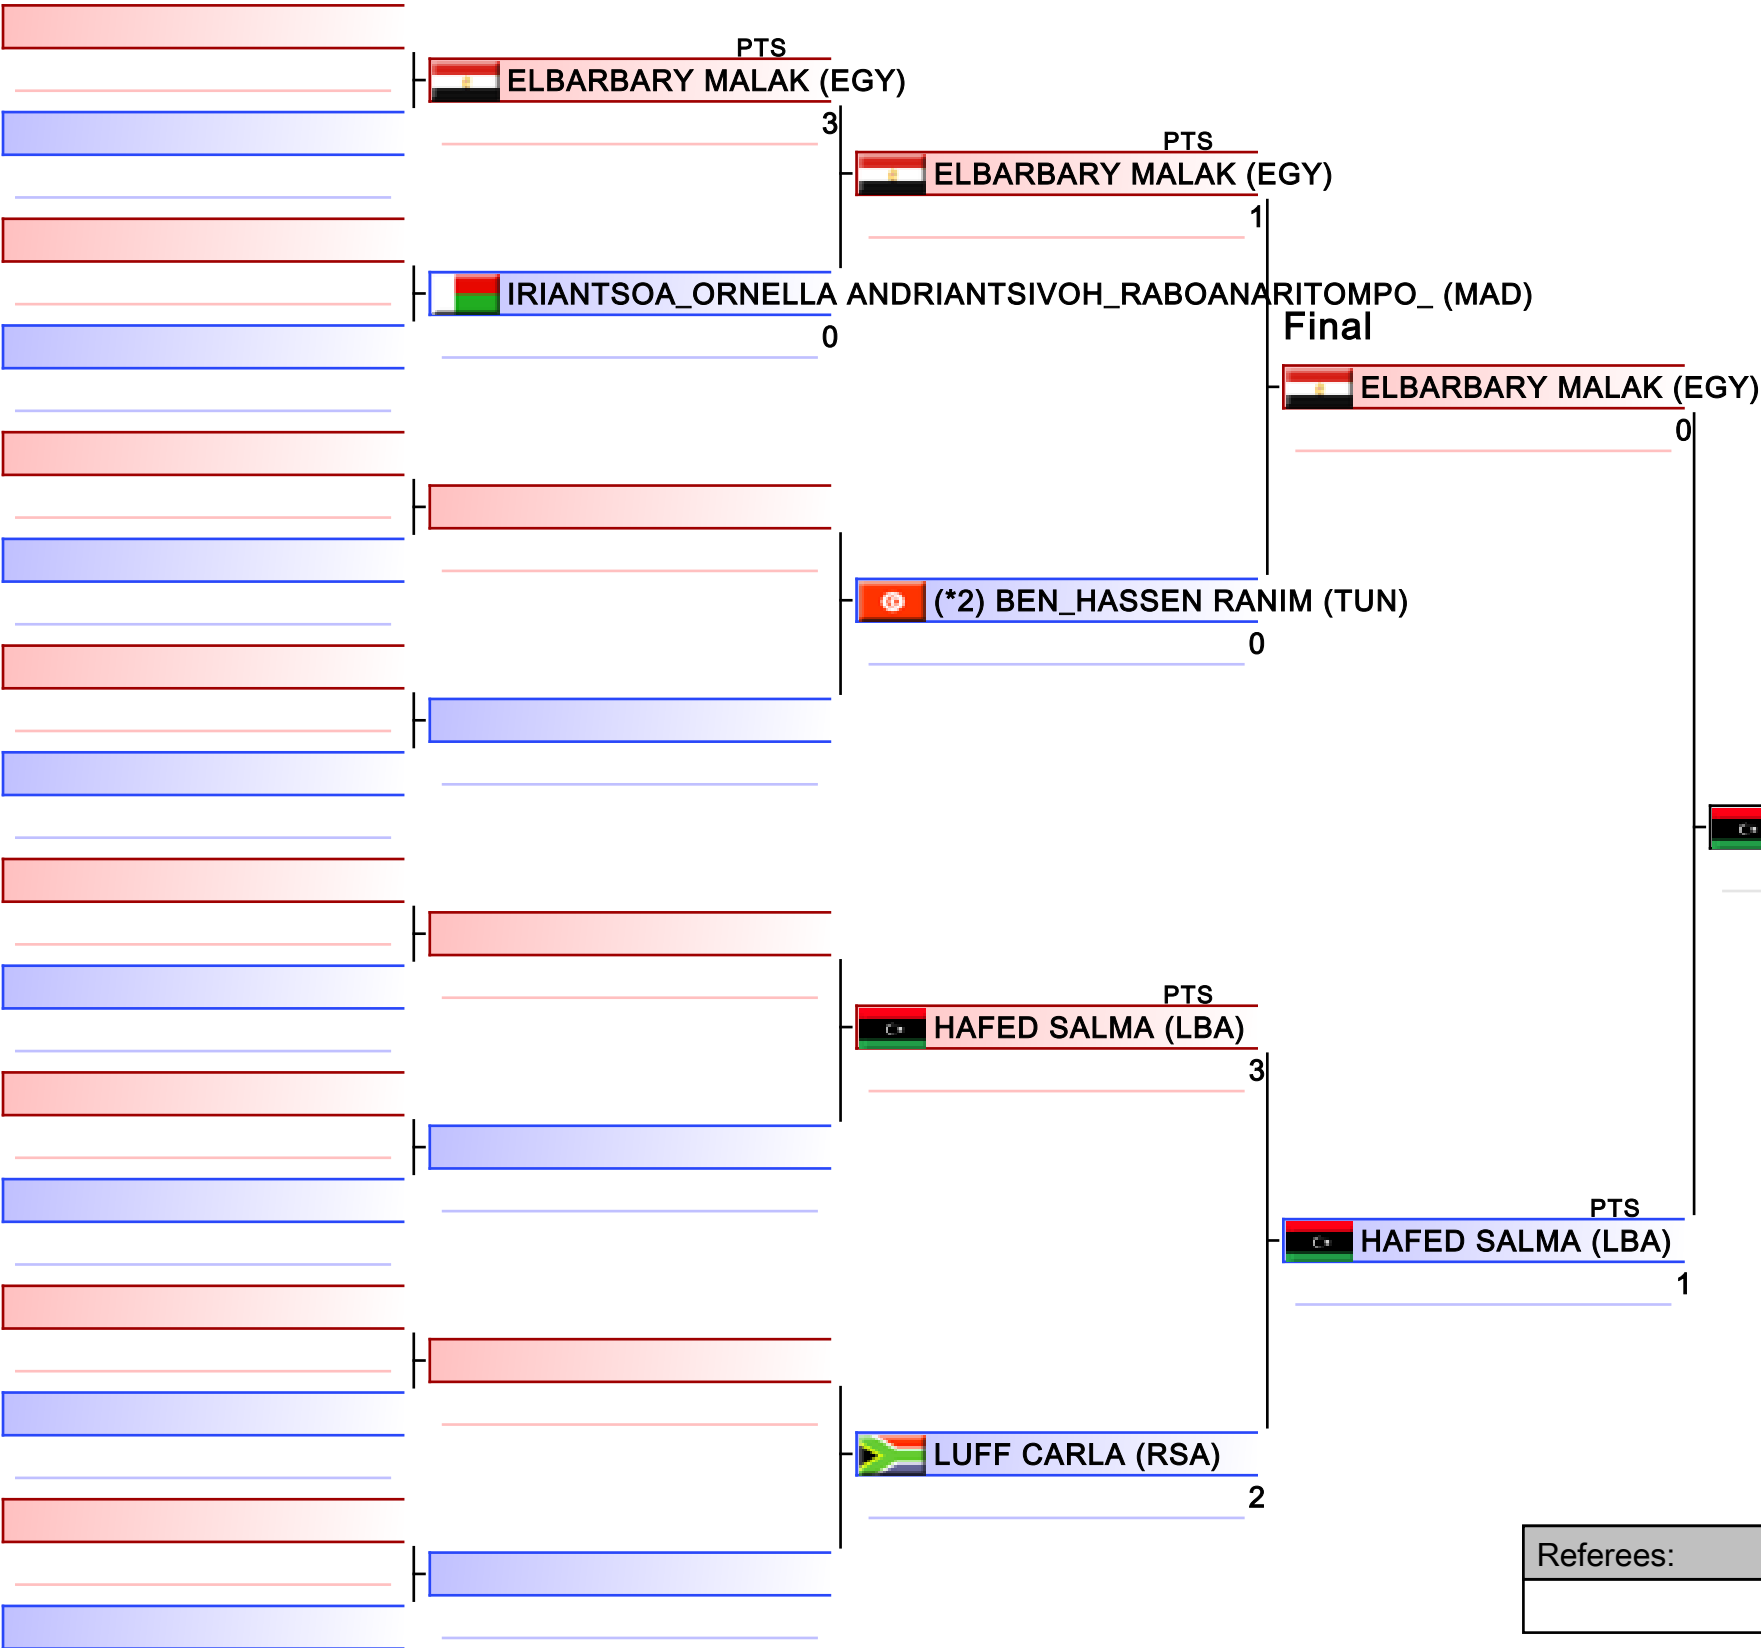 PTS
ELBARBARY MALAK (EGY)
3
PTS
ELBARBARY MALAK (EGY)
1
IRIANTSOA_ORNELLA ANDRIANTSIVOH_RABOANARITOMPO_ (MAD)
0
Final
ELBARBARY MALAK (EGY)
0
(*2) BEN_HASSEN RANIM (TUN)
0
PTS
HAFED SALMA (LBA)
3
PTS
HAFED SALMA (LBA)
1
LUFF CARLA (RSA)
2
Referees: